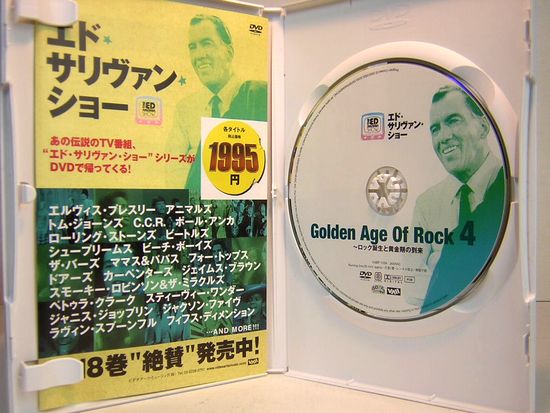 エド・
サリヴァン・
ショー
DVD
THE ED
SULLIVAN
SHOW
あの伝説のTV番組、
“エド・サリヴァン・ショー”シリーズが
DVDで帰ってくる!
各タイトル
税込価格
1995
円
エルヴィス・プレスリー アニマルズ
トム・ジョーンズ C.C.R. ポール・アンカ
ローリング・ストーンズ ビートルズ
シュープリームス ビーチ・ボーイズ
ザ・バーズ ママス&パパス フォー・トップス
ドアーズ カーペンターズ ジェイムス・ブラウン
スモーキー・ロビンソン&ザ・ミラクルズ
ペトゥラ・クラーク スティーヴィー・ワンダー
ジャニス・ジョップリン ジャクソン・ファイヴ
ラヴィン・スプーンフル フィフス・ディメンション
...AND MORE!!!
18巻"絶賛"発売中!
エド・
サリヴァン・
ショー
Golden Age Of Rock 4
~ロック誕生と黄金期の到来